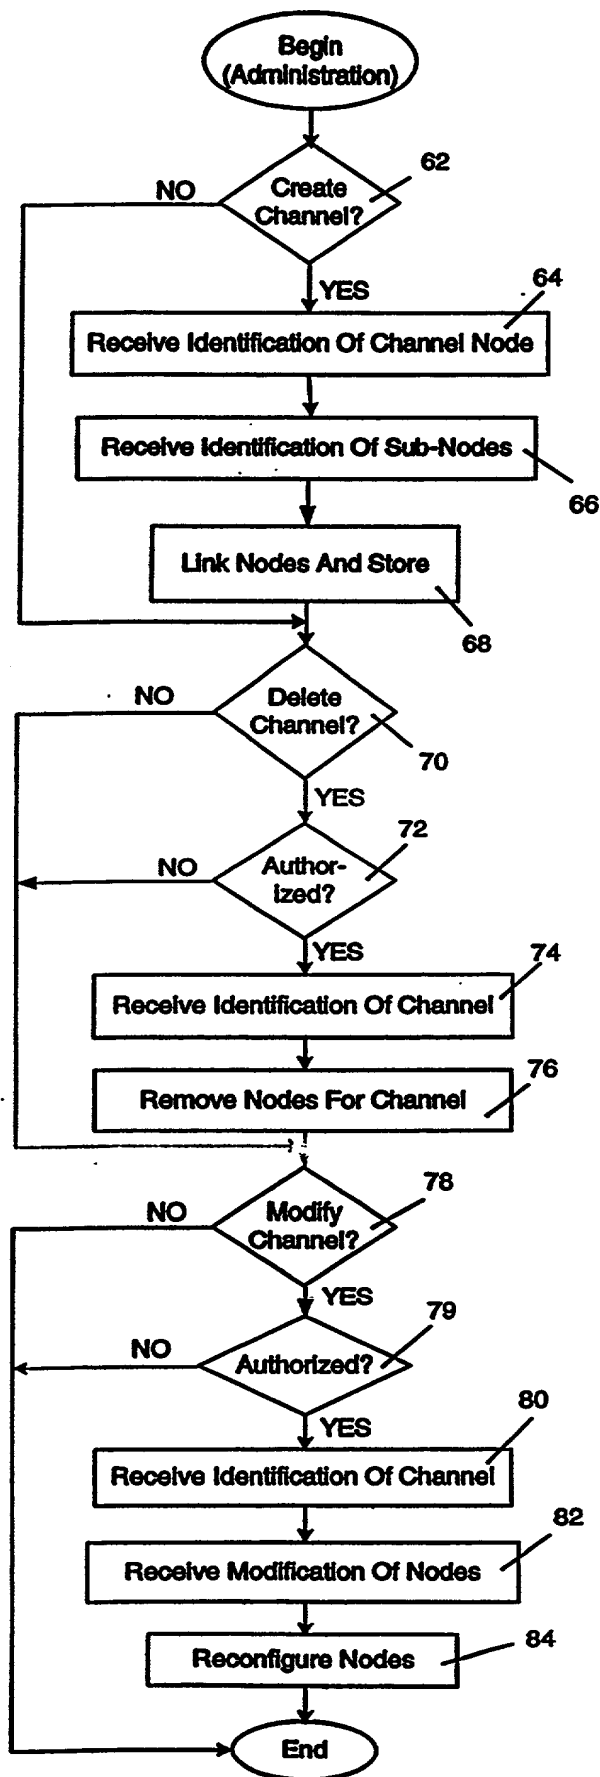 Begin
(Administration)
62
NO
Create
Channel?
YES
64
Receive Identification Of Channel Node
Receive Identification Of Sub-Nodes
66
Link Nodes And Store
68
NO
Delete
Channel?
70
YES
72
NO
Author-
ized?
YES
74
Receive Identification Of Channel
76
Remove Nodes For Channel
78
NO
Modify
Channel?
YES
79
NO
Authorized?
YES
80
Receive Identification Of Channel
82
Receive Modification Of Nodes
84
Reconfigure Nodes
End